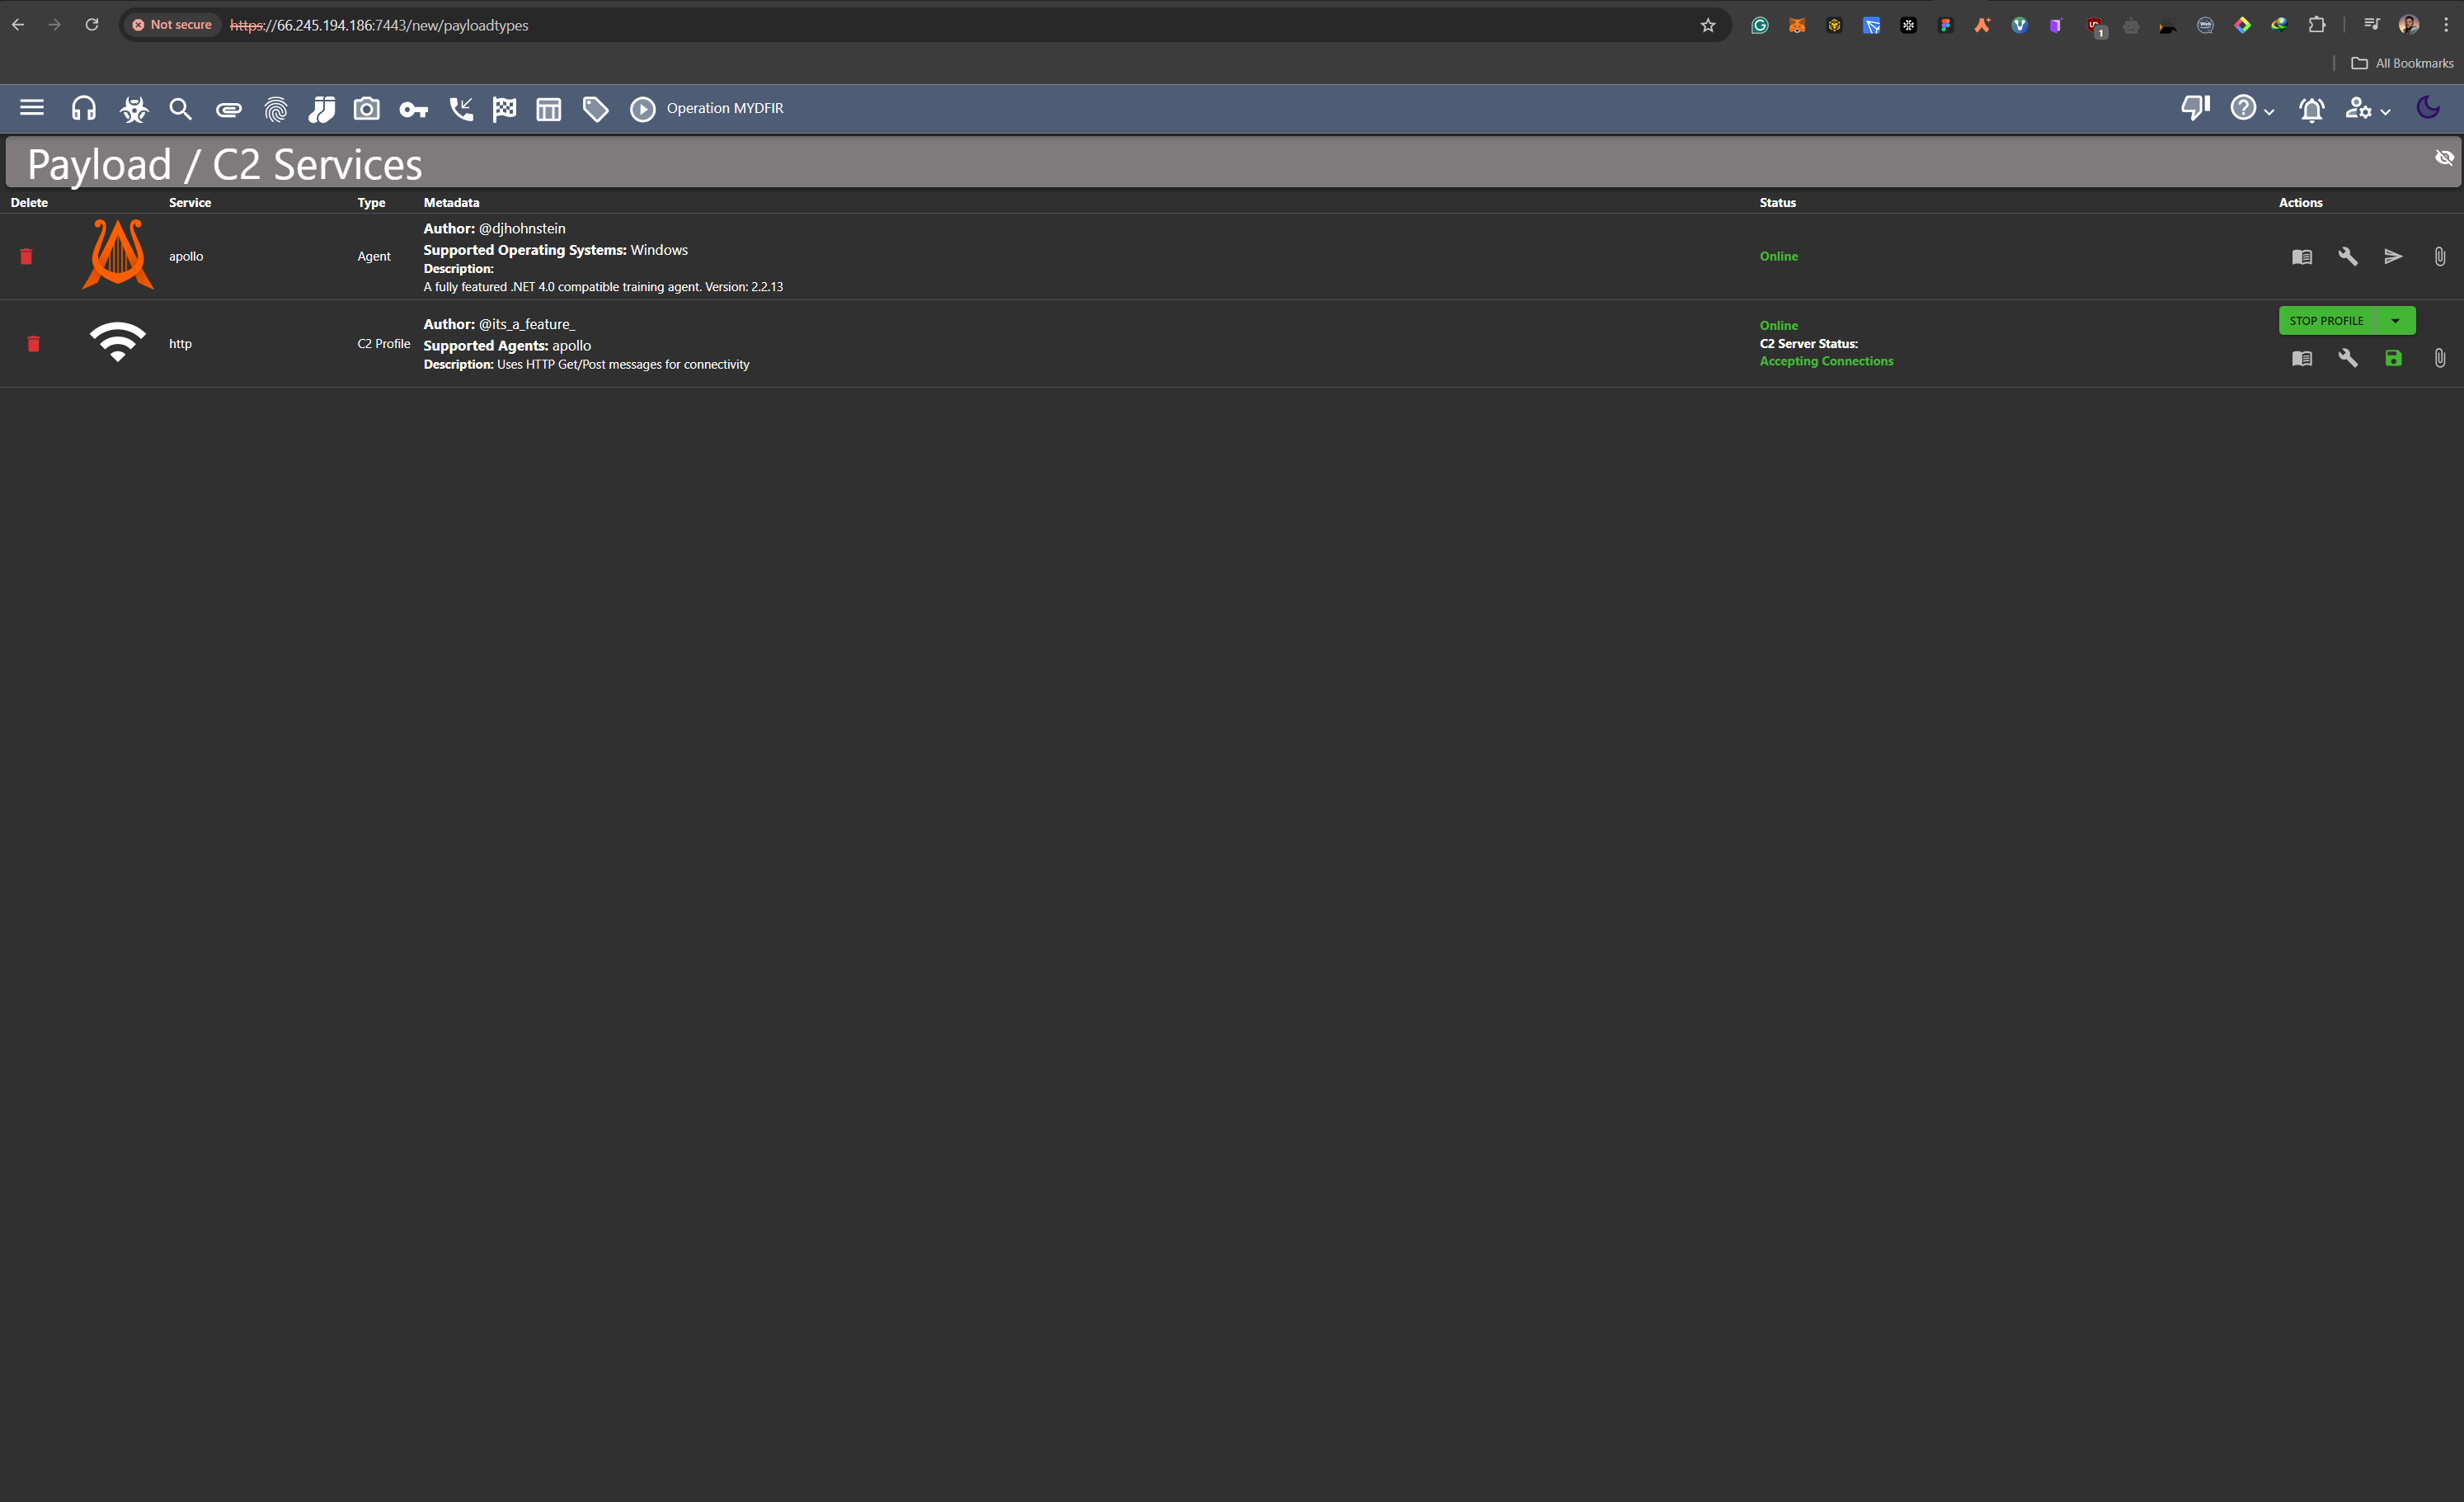 Not secure
https://66.245.194.186:7443/new/payloadtypes
1
All Bookmarks
Operation MYDFIR
Payload / C2 Services
Delete
Service
Type
Metadata
Status
Actions
apollo
Agent
Author: @djhohnstein
Supported Operating Systems: Windows
Description:
A fully featured .NET 4.0 compatible training agent. Version: 2.2.13
Online
http
C2 Profile
Author: @its_a_feature_
Supported Agents: apollo
Description: Uses HTTP Get/Post messages for connectivity
Online
C2 Server Status:
Accepting Connections
STOP PROFILE